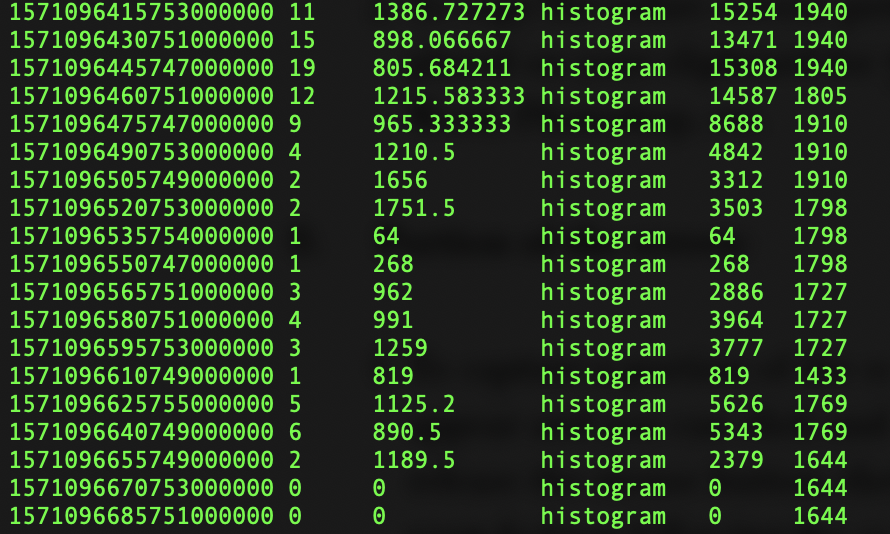 1571096415753000000 11 1386.727273 histogram 15254 1940
1571096430751000000 15 898.066667 histogram 13471 1940
1571096445747000000 19 805.684211 histogram 15308 1940
1571096460751000000 12 1215.583333 histogram 14587 1805
1571096475747000000 9 965.333333 histogram 8688 1910
1571096490753000000 4 1210.5 histogram 4842 1910
1571096505749000000 2 1656 histogram 3312 1910
1571096520753000000 2 1751.5 histogram 3503 1798
1571096535754000000 1 64 histogram 64 1798
1571096550747000000 1 268 histogram 268 1798
1571096565751000000 3 962 histogram 2886 1727
1571096580751000000 4 991 histogram 3964 1727
1571096595753000000 3 1259 histogram 3777 1727
1571096610749000000 1 819 histogram 819 1433
1571096625755000000 5 1125.2 histogram 5626 1769
1571096640749000000 6 890.5 histogram 5343 1769
1571096655749000000 2 1189.5 histogram 2379 1644
1571096670753000000 0 0 histogram 0 1644
1571096685751000000 0 0 histogram 0 1644